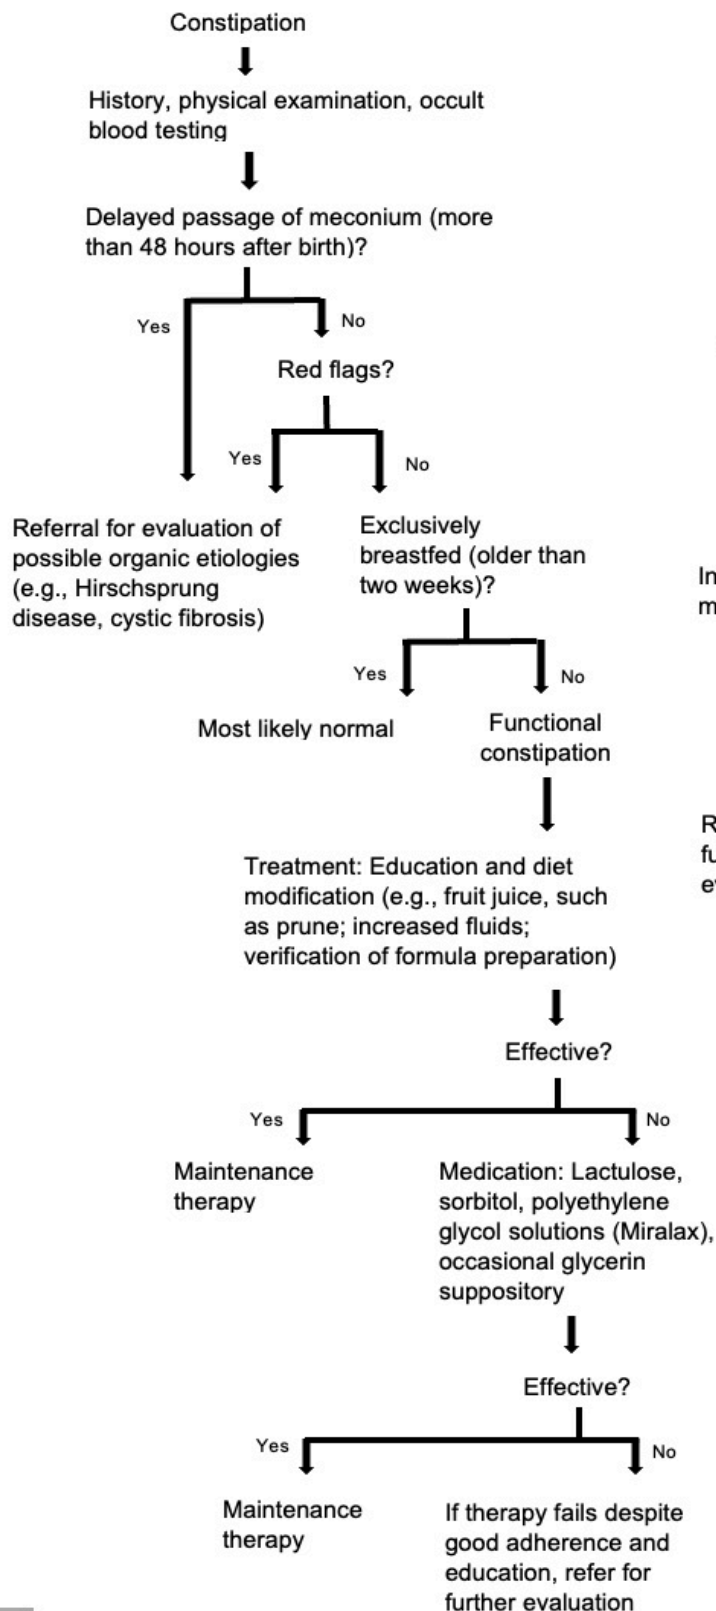 Constipation
History, physical examination, occult
blood testing
Delayed passage of meconium (more
than 48 hours after birth)?
Yes
No
Red flags?
Yes
No
Referral for evaluation of
possible organic etiologies
(e.g., Hirschsprung
disease, cystic fibrosis)
Exclusively
breastfed (older than
two weeks)?
Yes
No
Most likely normal
Functional
constipation
Treatment: Education and diet
modification (e.g., fruit juice, such
as prune; increased fluids;
verification of formula preparation)
Effective?
Yes
No
Maintenance
therapy
Medication: Lactulose,
sorbitol, polyethylene
glycol solutions (Miralax),
occasional glycerin
suppository
Effective?
Yes
No
Maintenance
therapy
If therapy fails despite
good adherence and
education, refer for
further evaluation